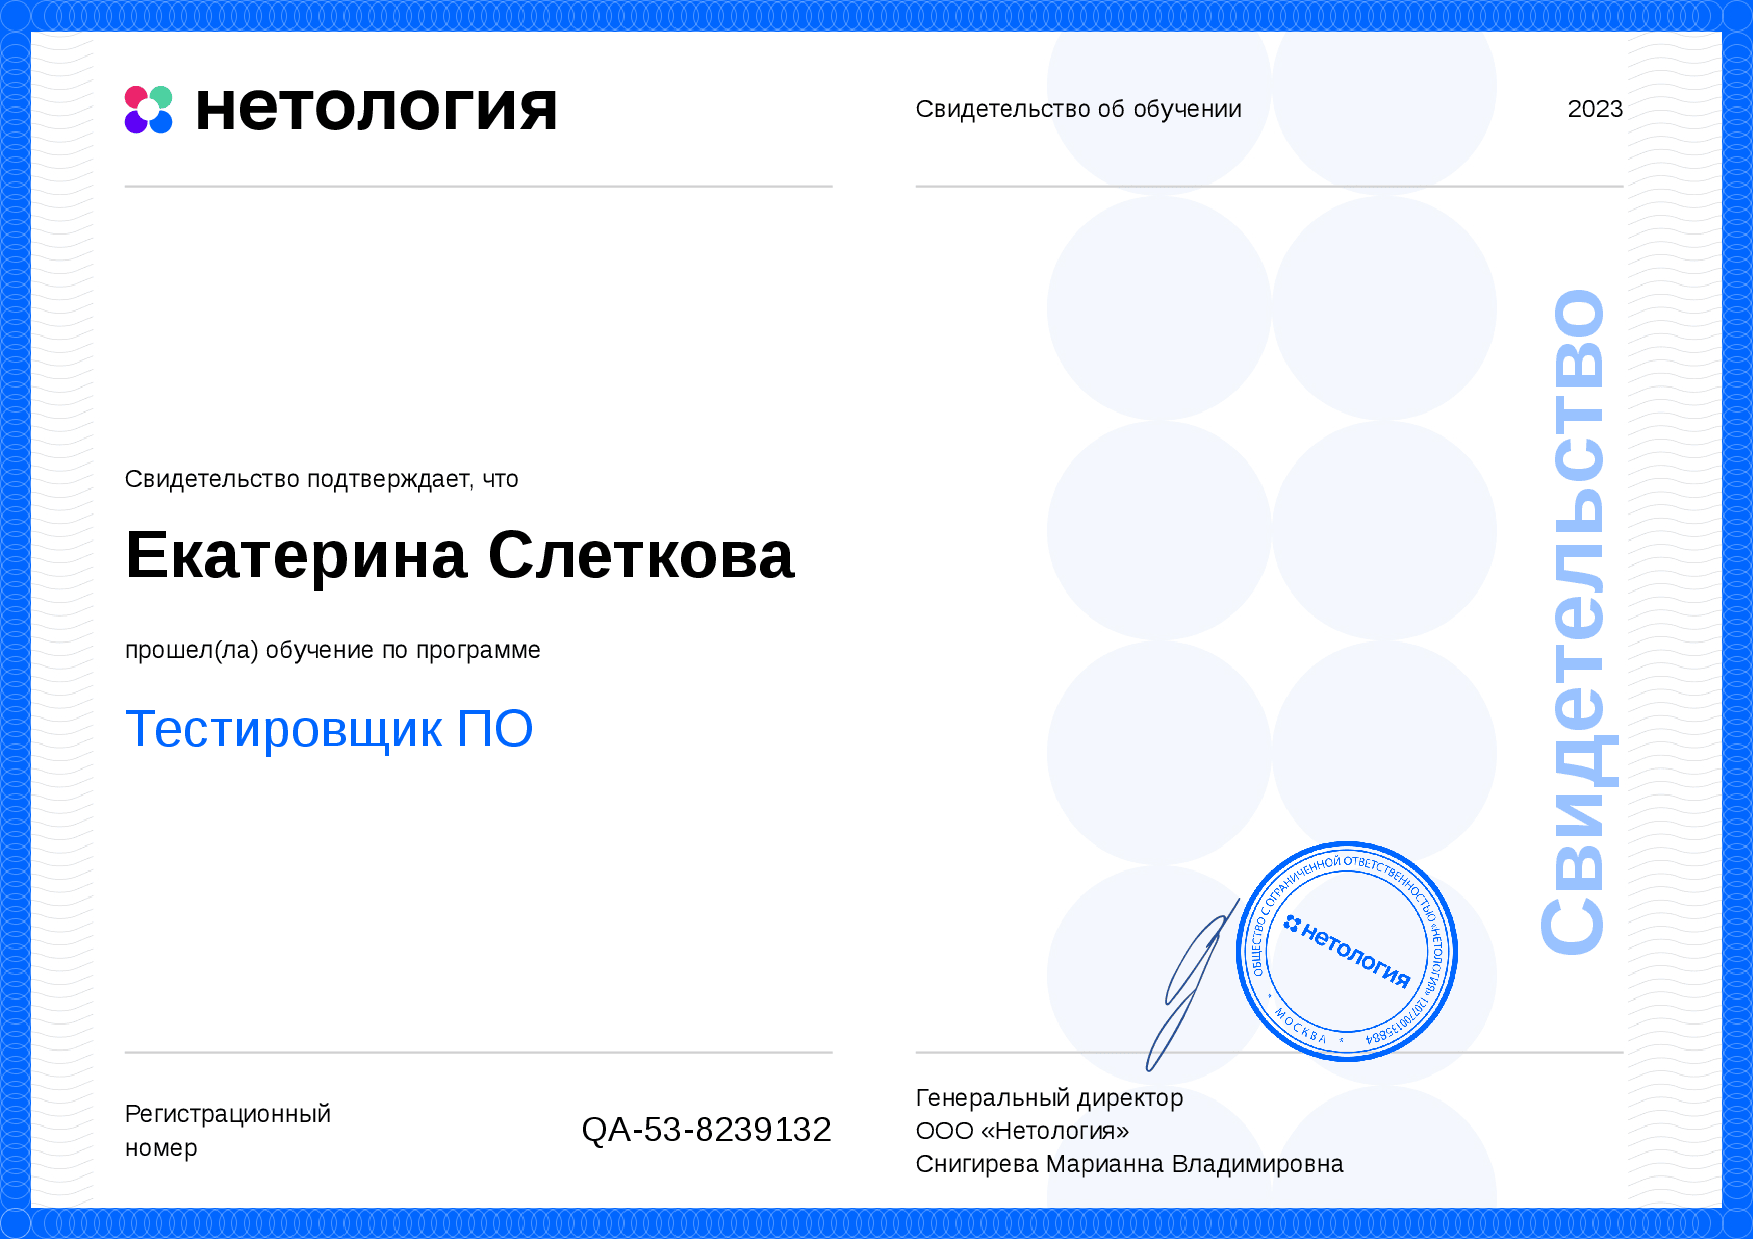 нетология
Свидетельство об обучении
2023
Свидетельство подтверждает, что
Екатерина Слеткова
прошел(ла) обучение по программе
Тестировщик ПО
Свидетельство
ОБЩЕСТВО С ОГРАНИЧЕННОЙ ОТВЕТСТВЕННОСТЬЮ «НЕТОЛОГИЯ» 1207700135884
* МОСКВА *
нетология
Регистрационный
номер
QA-53-8239132
Генеральный директор
ООО «Нетология»
Снигирева Марианна Владимировна